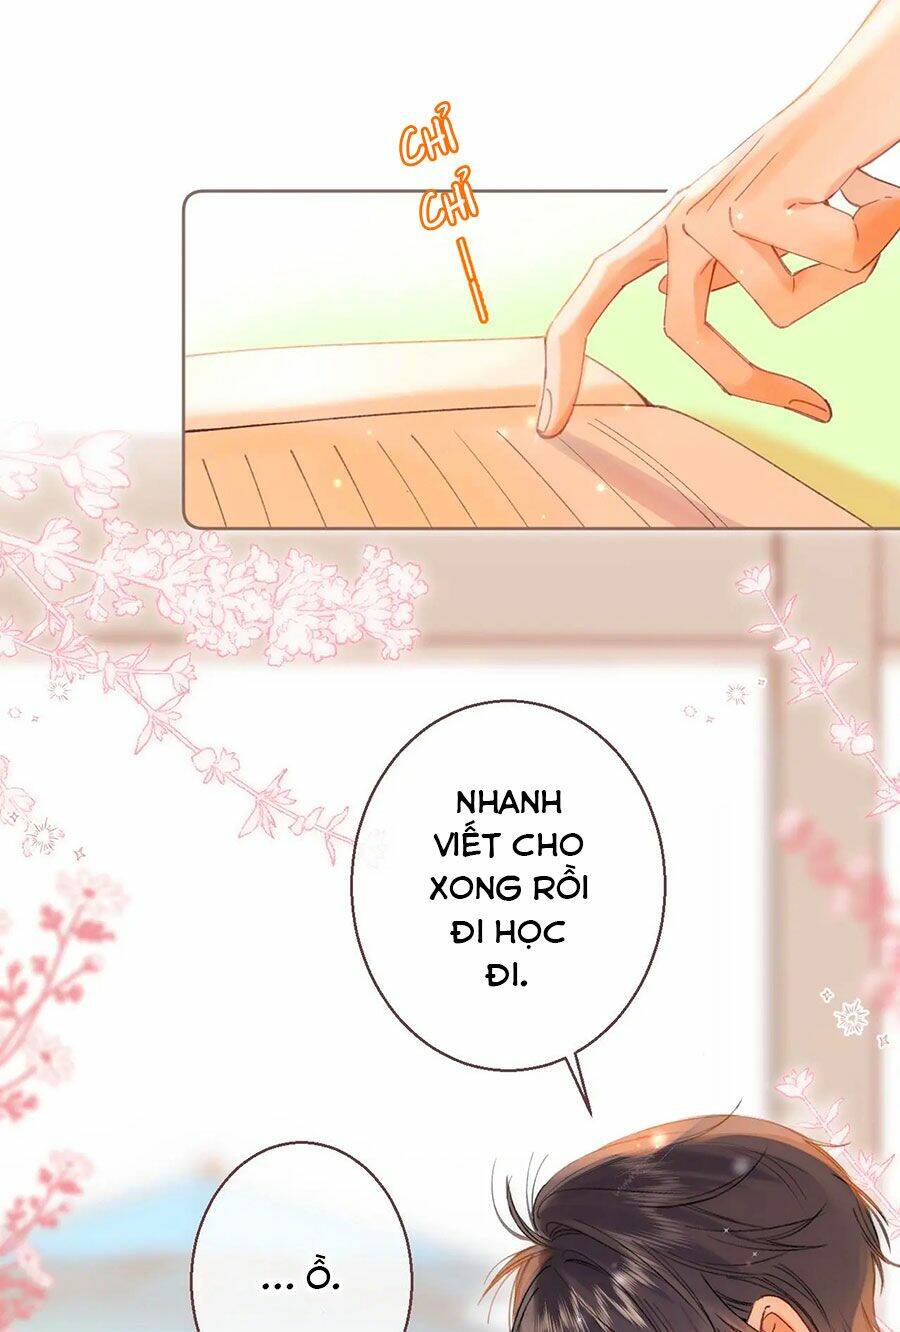 CHỈ
CHỈ
NHANH
VIẾT CHO
XONG RỒI
ĐI HỌC
ĐI.
... Ồ.